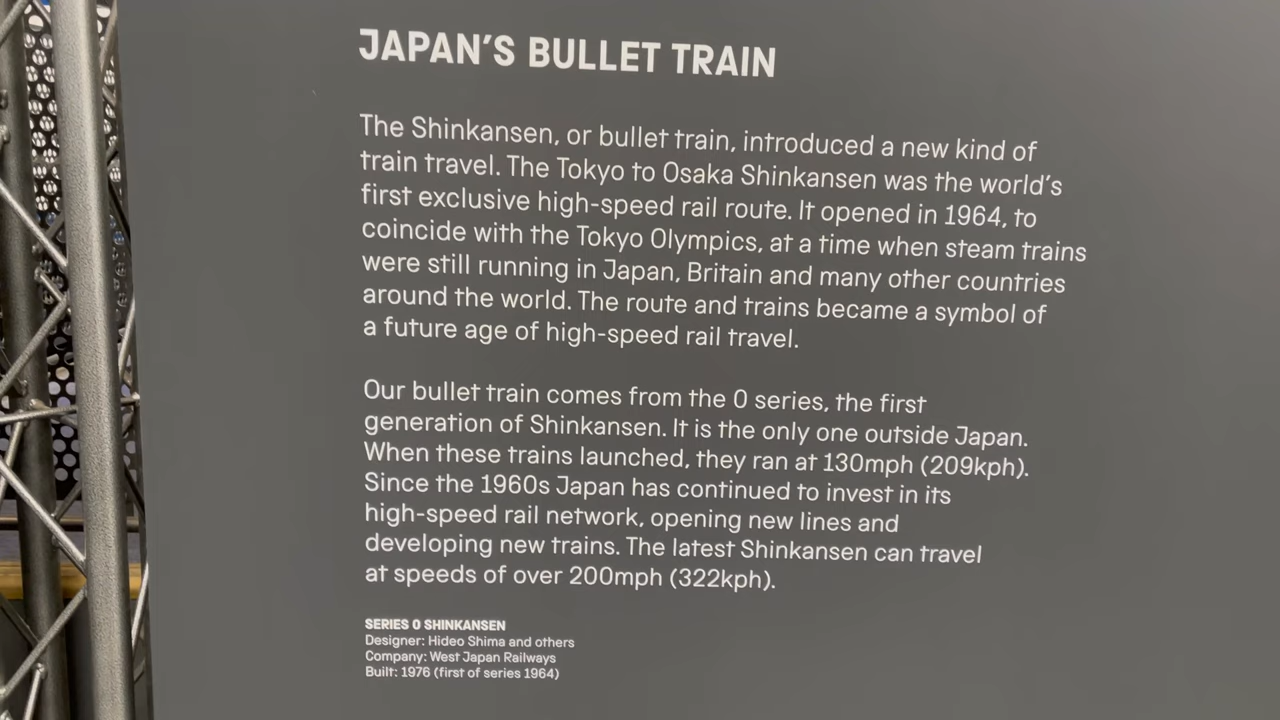 JAPAN'S BULLET TRAIN
The Shinkansen, or bullet train, introduced a new kind of
train travel. The Tokyo to Osaka Shinkansen was the world's
first exclusive high-speed rail route. It opened in 1964, to
coincide with the Tokyo Olympics, at a time when steam trains
were still running in Japan, Britain and many other countries
around the world. The route and trains became a symbol of
a future age of high-speed rail travel.
Our bullet train comes from the 0 series, the first
generation of Shinkansen. It is the only one outside Japan.
When these trains launched, they ran at 130mph (209kph).
Since the 1960s Japan has continued to invest in its
high-speed rail network, opening new lines and
developing new trains. The latest Shinkansen can travel
at speeds of over 200mph (322kph).
SERIES 0 SHINKANSEN
Designer: Hideo Shima and others
Company: West Japan Railways
Built: 1976 (first of series 1964)